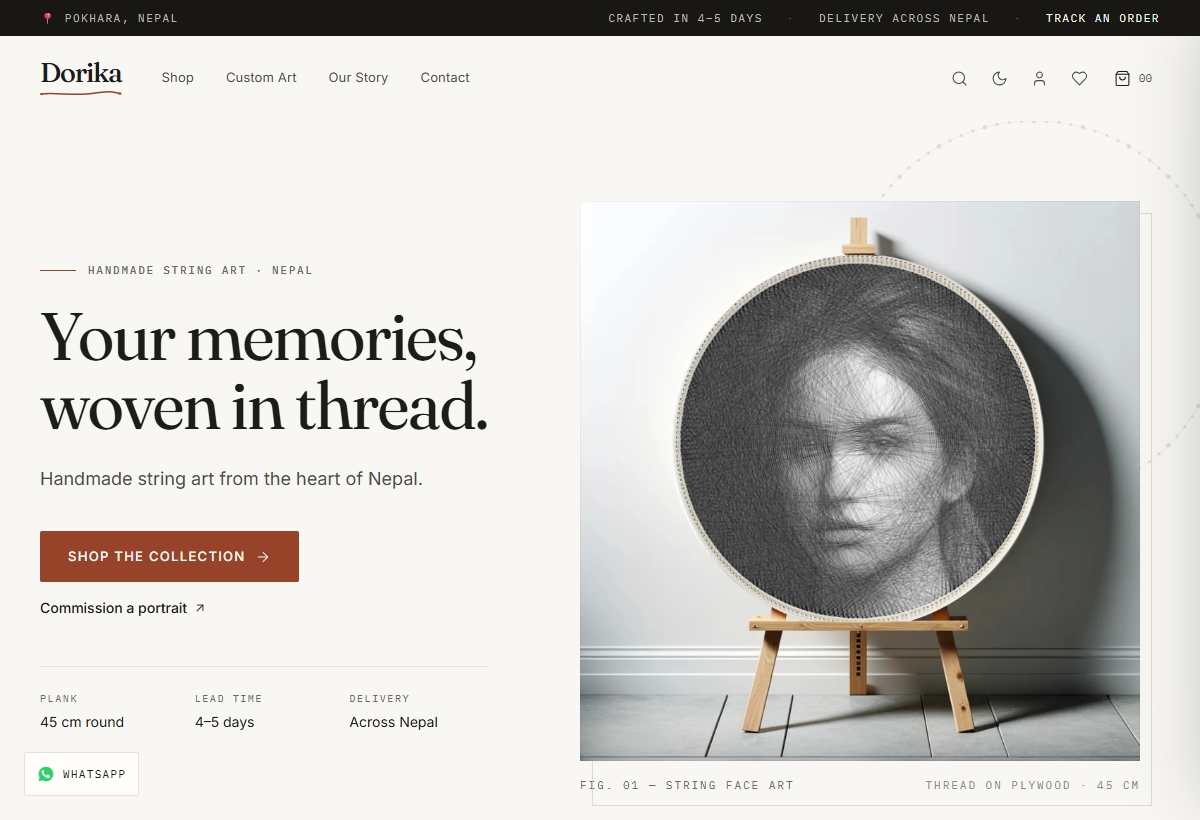 POKHARA, NEPAL
CRAFTED IN 4–5 DAYS · DELIVERY ACROSS NEPAL · TRACK AN ORDER
Dorika
Shop
Custom Art
Our Story
Contact
00
HANDMADE STRING ART · NEPAL
Your memories,
woven in thread.
Handmade string art from the heart of Nepal.
SHOP THE COLLECTION →
Commission a portrait ↗
PLANK
45 cm round
LEAD TIME
4–5 days
DELIVERY
Across Nepal
WHATSAPP
FIG. 01 — STRING FACE ART
THREAD ON PLYWOOD · 45 CM